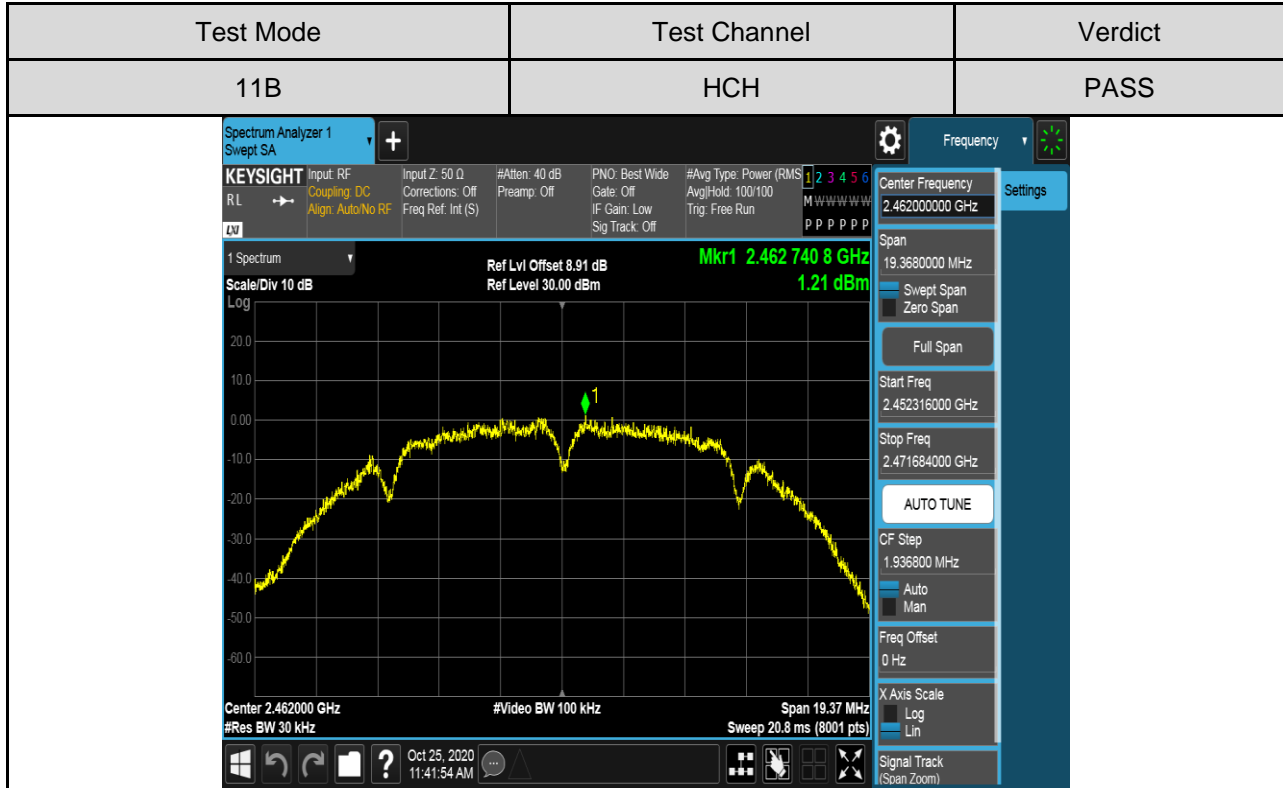 Test Mode Test Channel Verdict
11B HCH PASS
Spectrum Analyzer 1
Swept SA
+
Frequency
KEYSIGHT
RL
LXI
Input: RF
Coupling: DC
Align: Auto/No RF
Input Z: 50 Ω
Corrections: Off
Freq Ref: Int (S)
#Atten: 40 dB
Preamp: Off
PNO: Best Wide
Gate: Off
IF Gain: Low
Sig Track: Off
#Avg Type: Power (RMS
Avg|Hold: 100/100
Trig: Free Run
1 2 3 4 5 6
M W W W W W
P P P P P P
1 Spectrum
Scale/Div 10 dB
Ref Lvl Offset 8.91 dB
Ref Level 30.00 dBm
Mkr1 2.462 740 8 GHz
1.21 dBm
Log
20.0
10.0
0.00
-10.0
-20.0
-30.0
-40.0
-50.0
-60.0
1
Center 2.462000 GHz
#Res BW 30 kHz
#Video BW 100 kHz
Span 19.37 MHz
Sweep 20.8 ms (8001 pts)
Center Frequency
2.462000000 GHz
Settings
Span
19.3680000 MHz
Swept Span
Zero Span
Full Span
Start Freq
2.452316000 GHz
Stop Freq
2.471684000 GHz
AUTO TUNE
CF Step
1.936800 MHz
Auto
Man
Freq Offset
0 Hz
X Axis Scale
Log
Lin
Signal Track
(Span Zoom)
?
Oct 25, 2020
11:41:54 AM